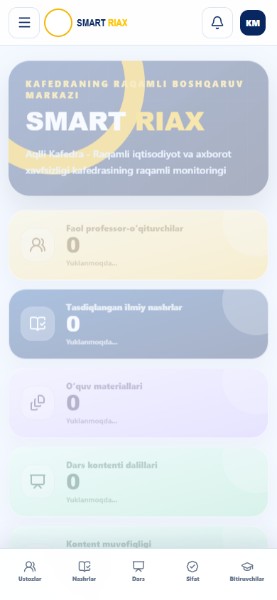 SMART RIAX
KM
KAFEDRANING RAQAMLI BOSHQARUV
MARKAZI
SMART RIAX
Aqlli Kafedra - Raqamli iqtisodiyot va axborot
xavfsizligi kafedrasining raqamli monitoringi
Faol professor-o'qituvchilar
0
Yuklanmoqda...
Tasdiqlangan ilmiy nashrlar
0
Yuklanmoqda...
O'quv materiallari
0
Yuklanmoqda...
Dars kontenti dalillari
0
Yuklanmoqda...
Kontent muvofiqligi
Ustozlar
Nashrlar
Dars
Sifat
Bitiruvchilar